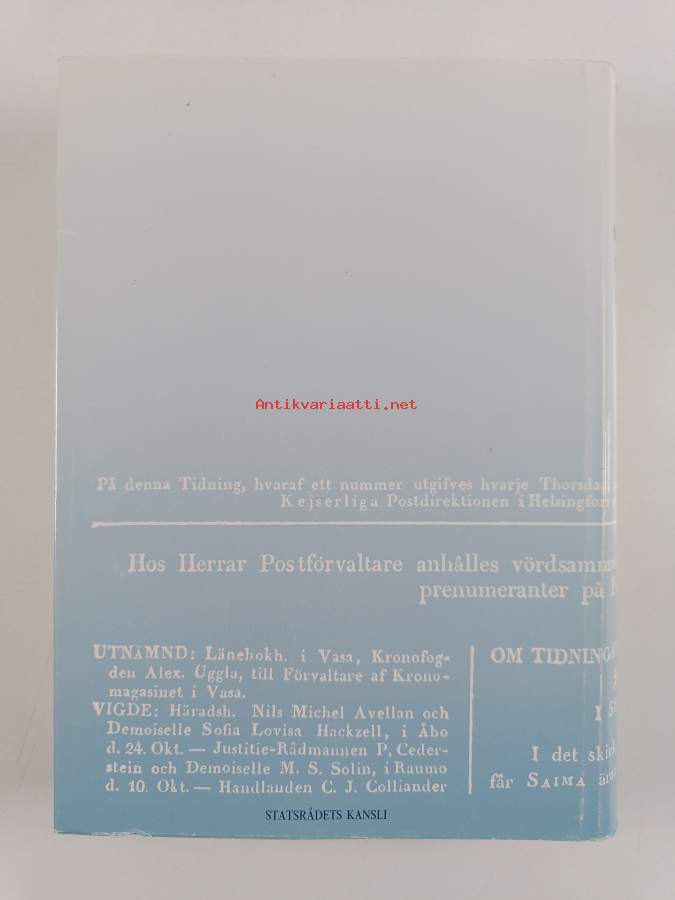 Antikvariaatti.net
På denna Tidning, hvaraf ett nummer utgifves hvarje Thorsdag,
Kejserliga Postdirektionen i Helsingfors
Hos Herrar Postförvaltare anhålles vördsamm
prenumeranter på
UTNÄMND: Länebokh. i Vasa, Kronofog-
den Alex. Uggla, till Förvaltare af Krono-
magasinet i Vasa.
VIGDE: Häradsh. Nils Michel Avellan och
Demoiselle Sofia Lovisa Hackzell, i Åbo
d. 24. Okt. — Justitie-Rådmannen P, Ceder-
stein och Demoiselle M. S. Solin, i Raumo
d. 10. Okt. — Handlanden C. J. Colliander
OM TIDNINGS
I
I det skick
får SAIMA
STATSRÅDETS KANSLI